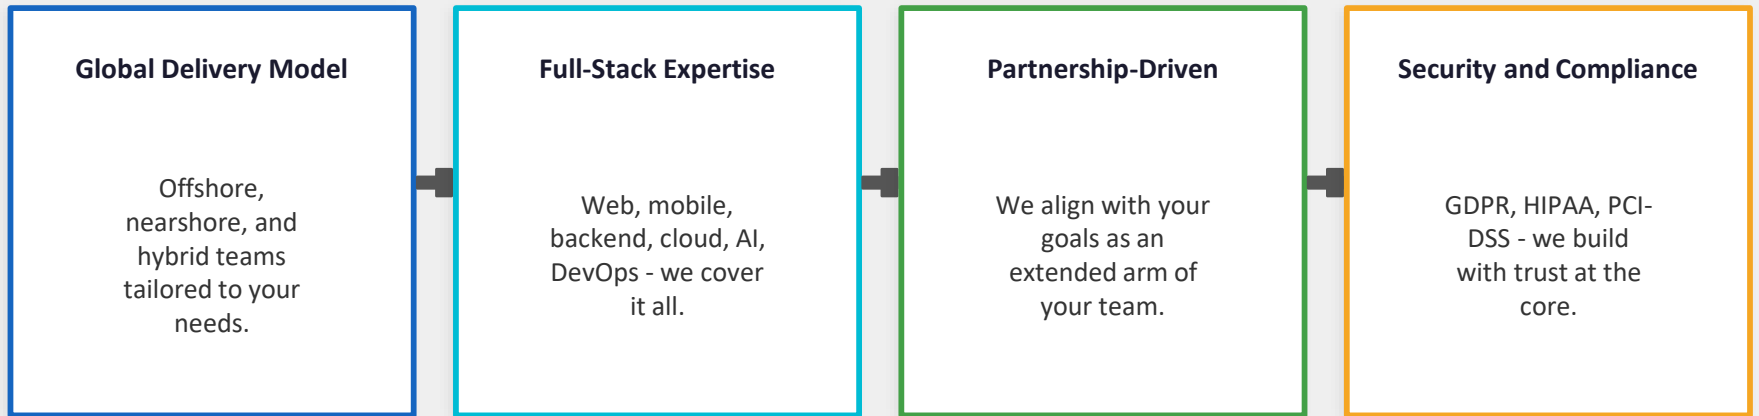 Global Delivery Model
Offshore,
nearshore, and
hybrid teams
tailored to your
needs.
Full-Stack Expertise
Web, mobile,
backend, cloud, AI,
DevOps - we cover
it all.
Partnership-Driven
We align with your
goals as an
extended arm of
your team.
Security and Compliance
GDPR, HIPAA, PCI-
DSS - we build
with trust at the
core.